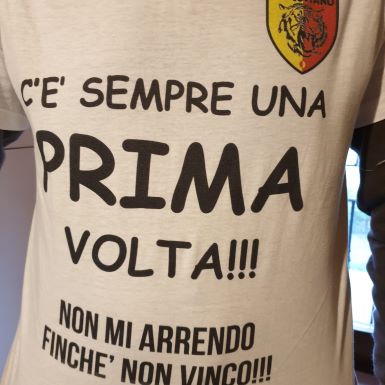 C'E' SEMPRE UNA
PRIMA
VOLTA!!!
NON MI ARRENDO
FINCHE' NON VINCO!!!